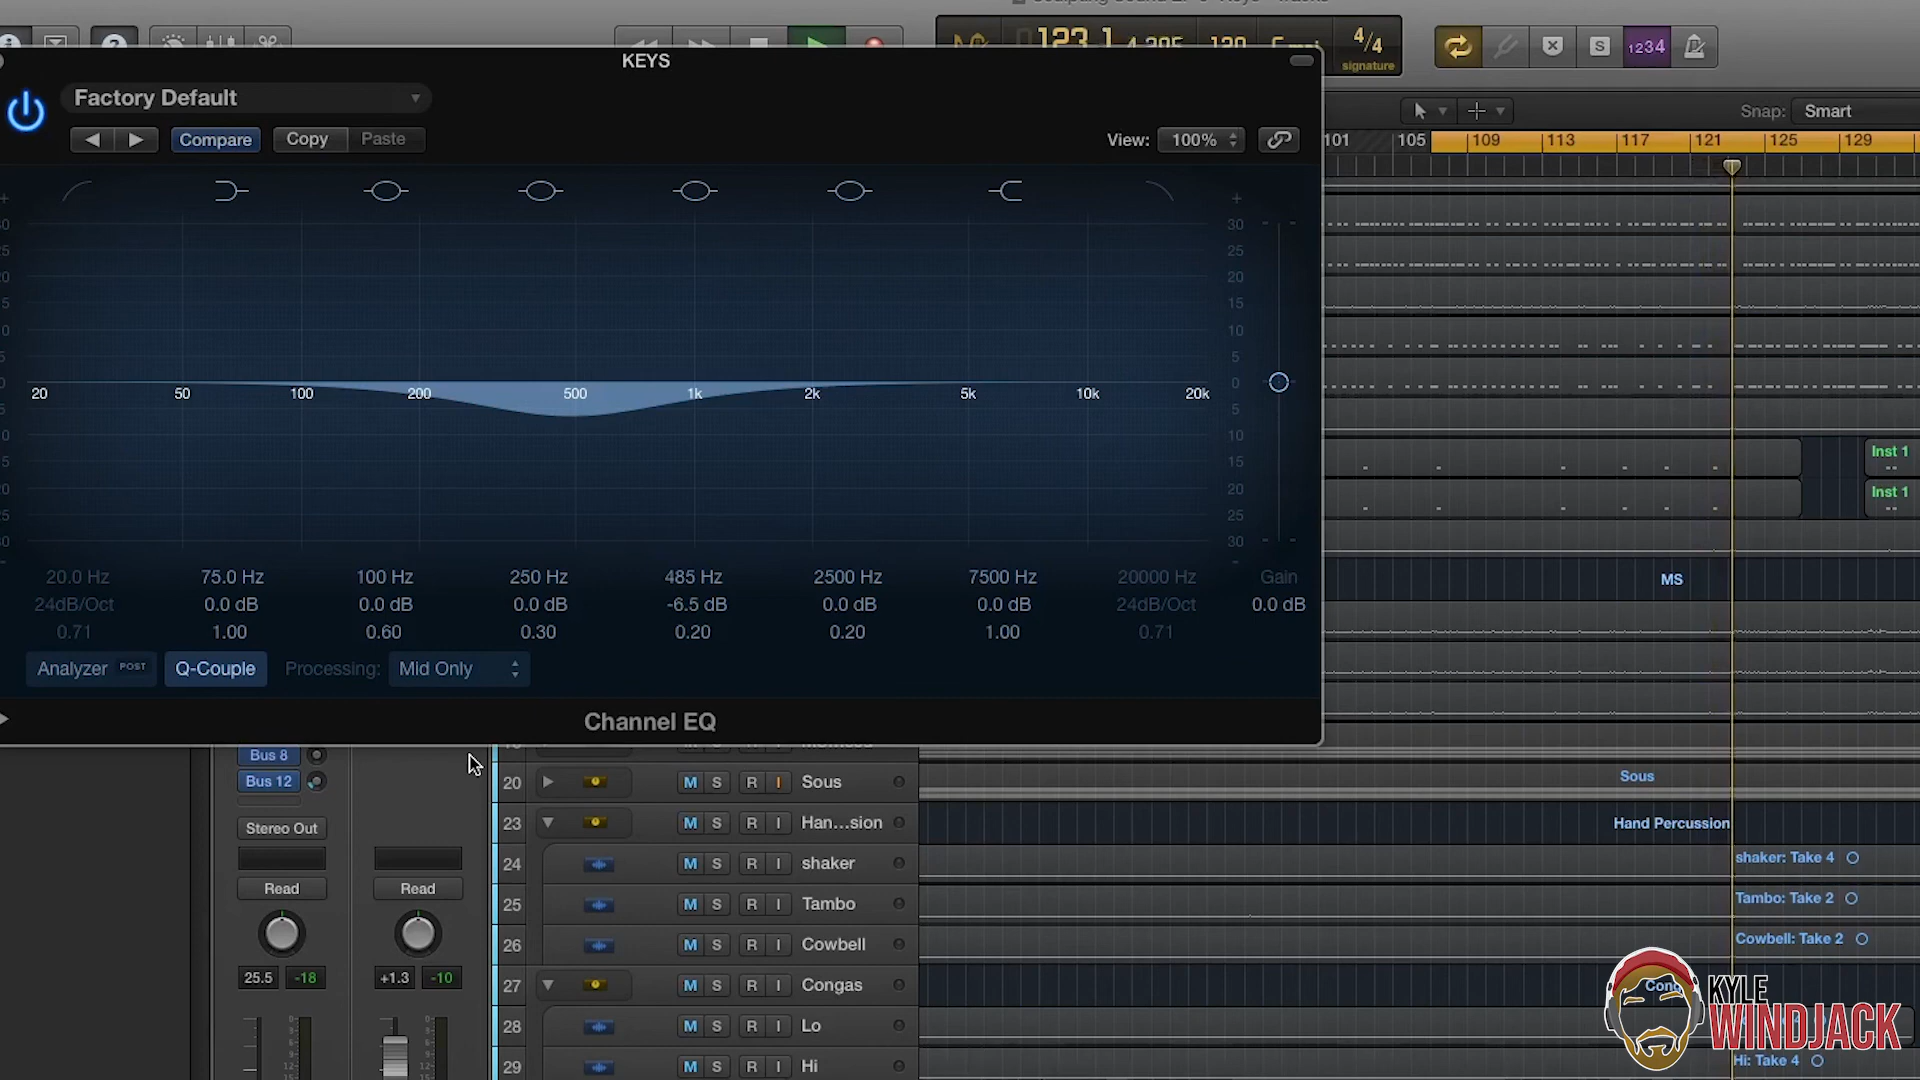 123 1
4/4
signature
1234
KEYS
Factory Default
Compare
Copy
Paste
View:
100%
Snap:
Smart
101 105 109 113 117 121 125 129
20 50 100 200 500 1k 2k 5k 10k 20k
+
30
25
20
15
10
5
0
5
10
15
20
25
30
-
20.0 Hz 75.0 Hz 100 Hz 250 Hz 485 Hz 2500 Hz 7500 Hz 20000 Hz Gain
24dB/Oct 0.0 dB 0.0 dB 0.0 dB -6.5 dB 0.0 dB 0.0 dB 24dB/Oct 0.0 dB
0.71 1.00 0.60 0.30 0.20 0.20 1.00 0.71
Analyzer POST Q-Couple Processing: Mid Only
Channel EQ
Inst 1
Inst 1
MS
Bus 8
Bus 12
Stereo Out
Read Read
25.5 -18 +1.3 -10
20 M S R I Sous
Sous
23 M S R I Han...sion
Hand Percussion
24 M S R I shaker
shaker: Take 4
25 M S R I Tambo
Tambo: Take 2
26 M S R I Cowbell
Cowbell: Take 2
27 M S R I Congas
28 M S R I Lo
29 M S R I Hi
Hi: Take 4
KYLE
WINDJACK